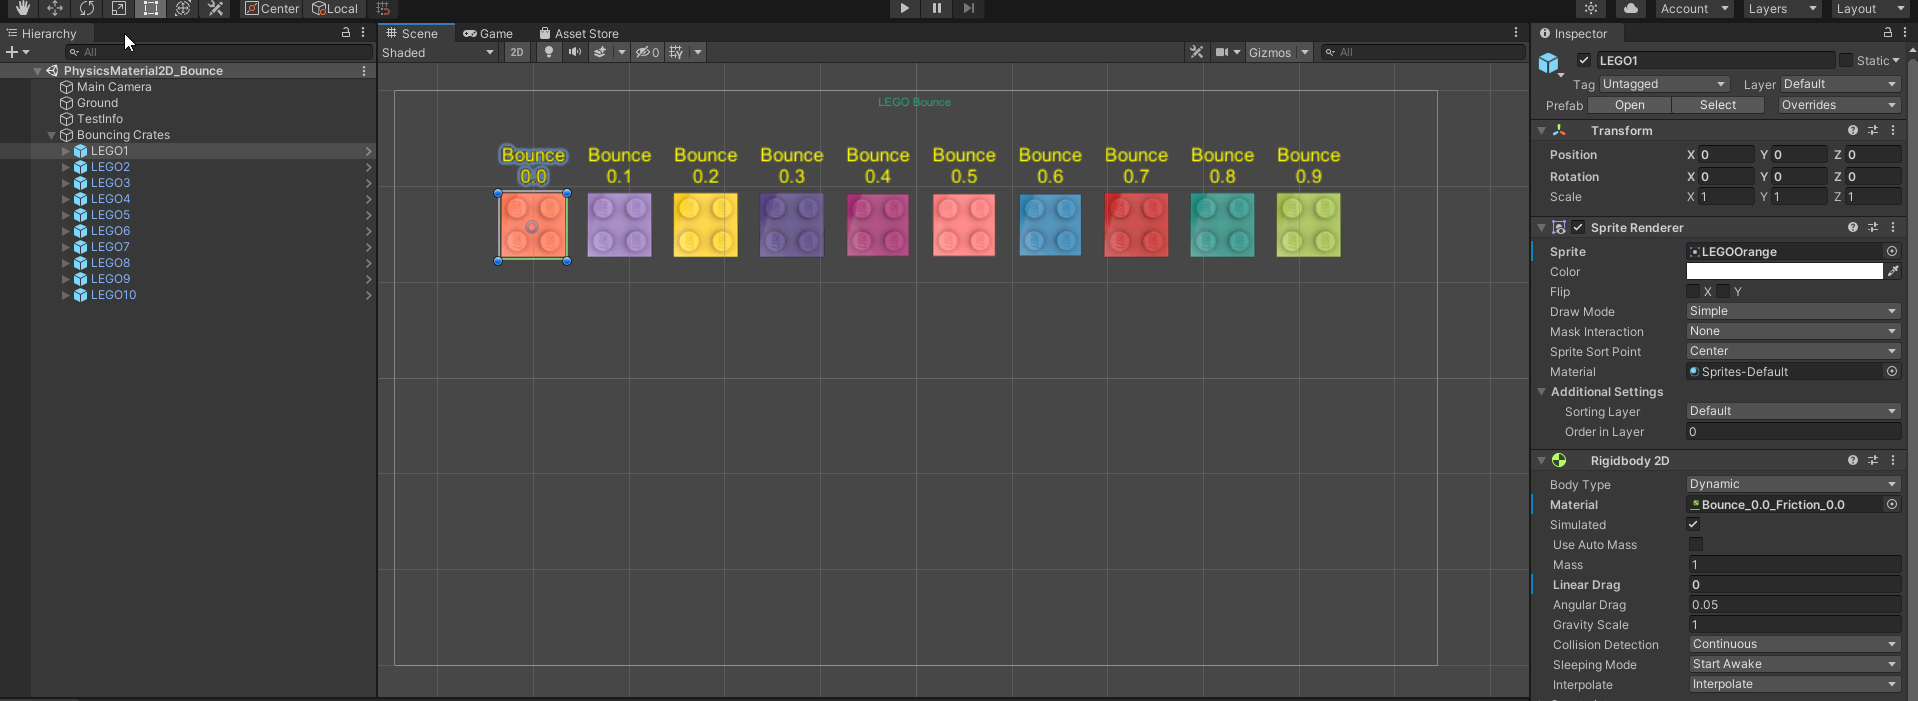 Center Local Account Layers Layout
Hierarchy
All
PhysicsMaterial2D_Bounce
Main Camera
Ground
TestInfo
Bouncing Crates
LEGO1
LEGO2
LEGO3
LEGO4
LEGO5
LEGO6
LEGO7
LEGO8
LEGO9
LEGO10
Scene Game Asset Store
Shaded 2D 0 Gizmos All
LEGO Bounce
Bounce Bounce Bounce Bounce Bounce Bounce Bounce Bounce Bounce Bounce
0.0 0.1 0.2 0.3 0.4 0.5 0.6 0.7 0.8 0.9
Inspector
LEGO1 Static
Tag Untagged Layer Default
Prefab Open Select Overrides
Transform
Position X 0 Y 0 Z 0
Rotation X 0 Y 0 Z 0
Scale X 1 Y 1 Z 1
Sprite Renderer
Sprite LEGOOrange
Color
Flip X Y
Draw Mode Simple
Mask Interaction None
Sprite Sort Point Center
Material Sprites-Default
Additional Settings
Sorting Layer Default
Order in Layer 0
Rigidbody 2D
Body Type Dynamic
Material Bounce_0.0_Friction_0.0
Simulated
Use Auto Mass
Mass 1
Linear Drag 0
Angular Drag 0.05
Gravity Scale 1
Collision Detection Continuous
Sleeping Mode Start Awake
Interpolate Interpolate